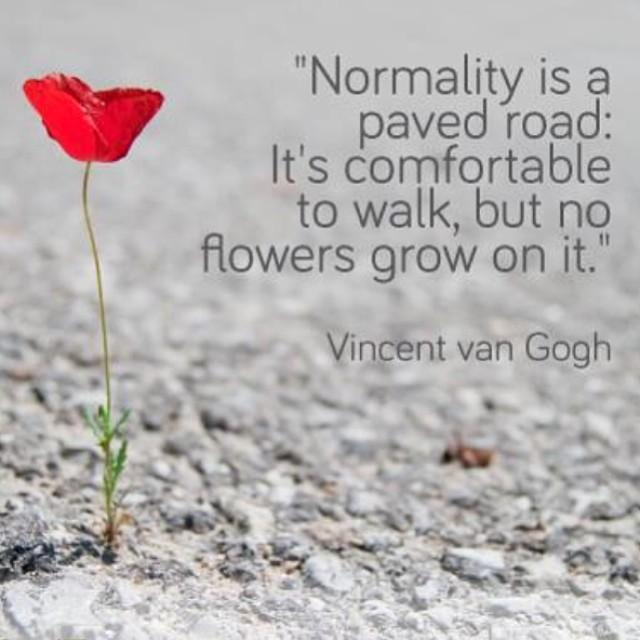 "Normality is a
paved road:
It's comfortable
to walk, but no
flowers grow on it."
Vincent van Gogh